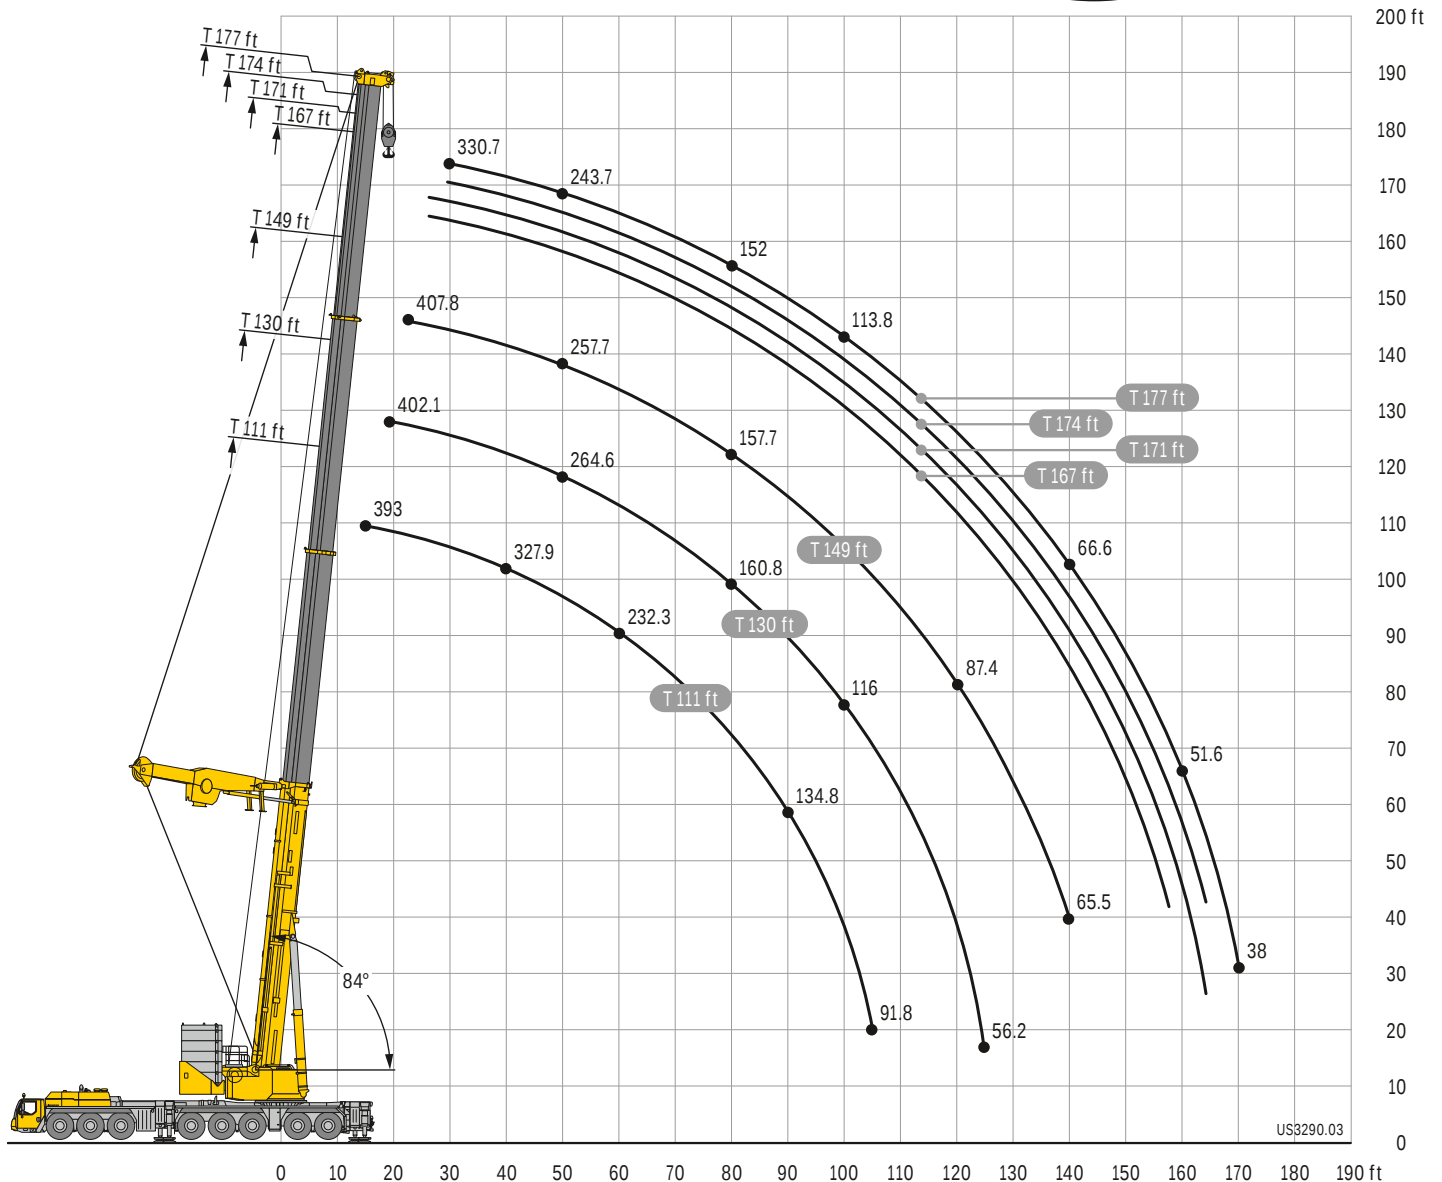 200 ft
T 177 ft
T 174 ft
190
T 171 ft
T 167 ft
180
330.7
243.7
170
T 149 ft
160
152
150
407.8
113.8
T 130 ft
257.7
140
T 177 ft
402.1
130
T 174 ft
T 111 ft
157.7
T 171 ft
264.6
120
T 167 ft
393
110
327.9
T 149 ft
66.6
160.8
100
232.3
T 130 ft
90
T 111 ft
116
87.4
80
51.6
70
134.8
60
50
65.5
40
38
84°
30
91.8
56.2
20
10
US3290.03
0
0 10 20 30 40 50 60 70 80 90 100 110 120 130 140 150 160 170 180 190 ft